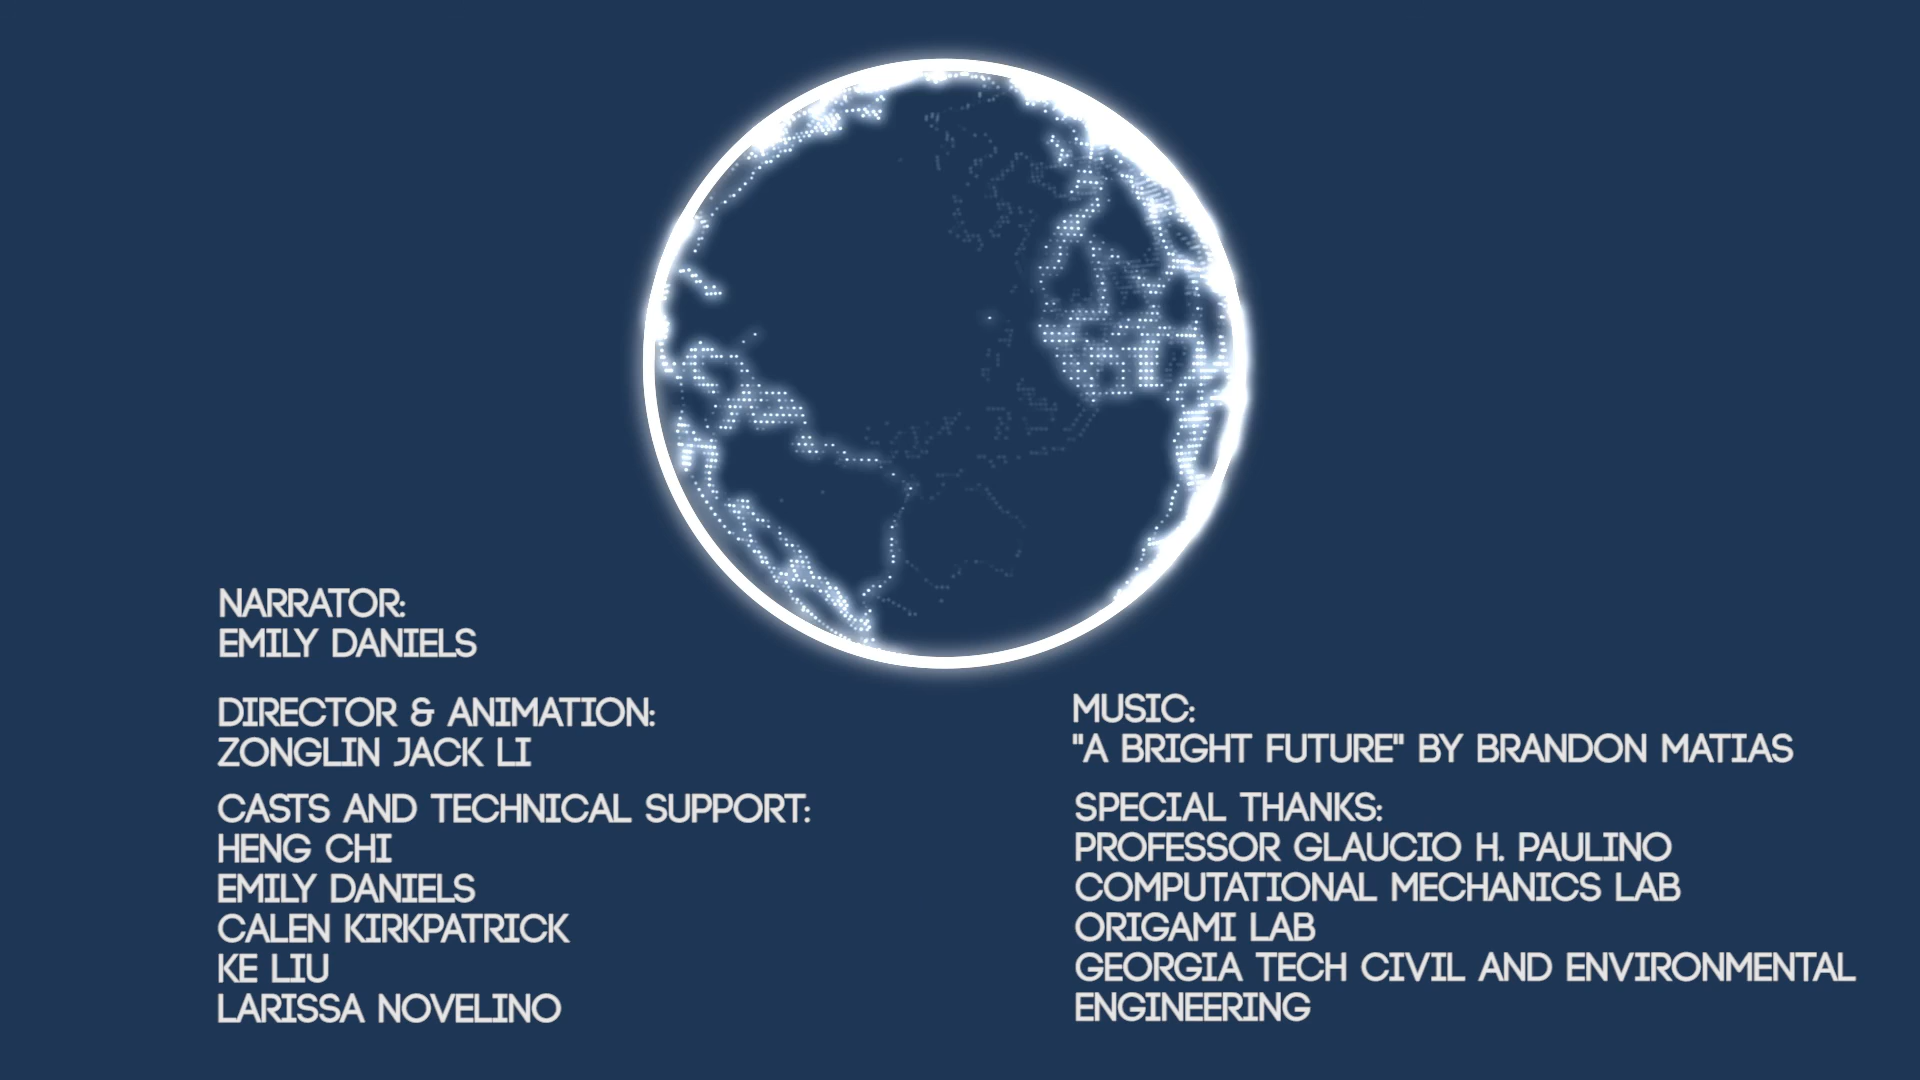 NARRATOR:
EMILY DANIELS
DIRECTOR & ANIMATION:
ZONGLIN JACK LI
CASTS AND TECHNICAL SUPPORT:
HENG CHI
EMILY DANIELS
CALEN KIRKPATRICK
KE LIU
LARISSA NOVELINO
MUSIC:
"A BRIGHT FUTURE" BY BRANDON MATIAS
SPECIAL THANKS:
PROFESSOR GLAUCIO H. PAULINO
COMPUTATIONAL MECHANICS LAB
ORIGAMI LAB
GEORGIA TECH CIVIL AND ENVIRONMENTAL
ENGINEERING